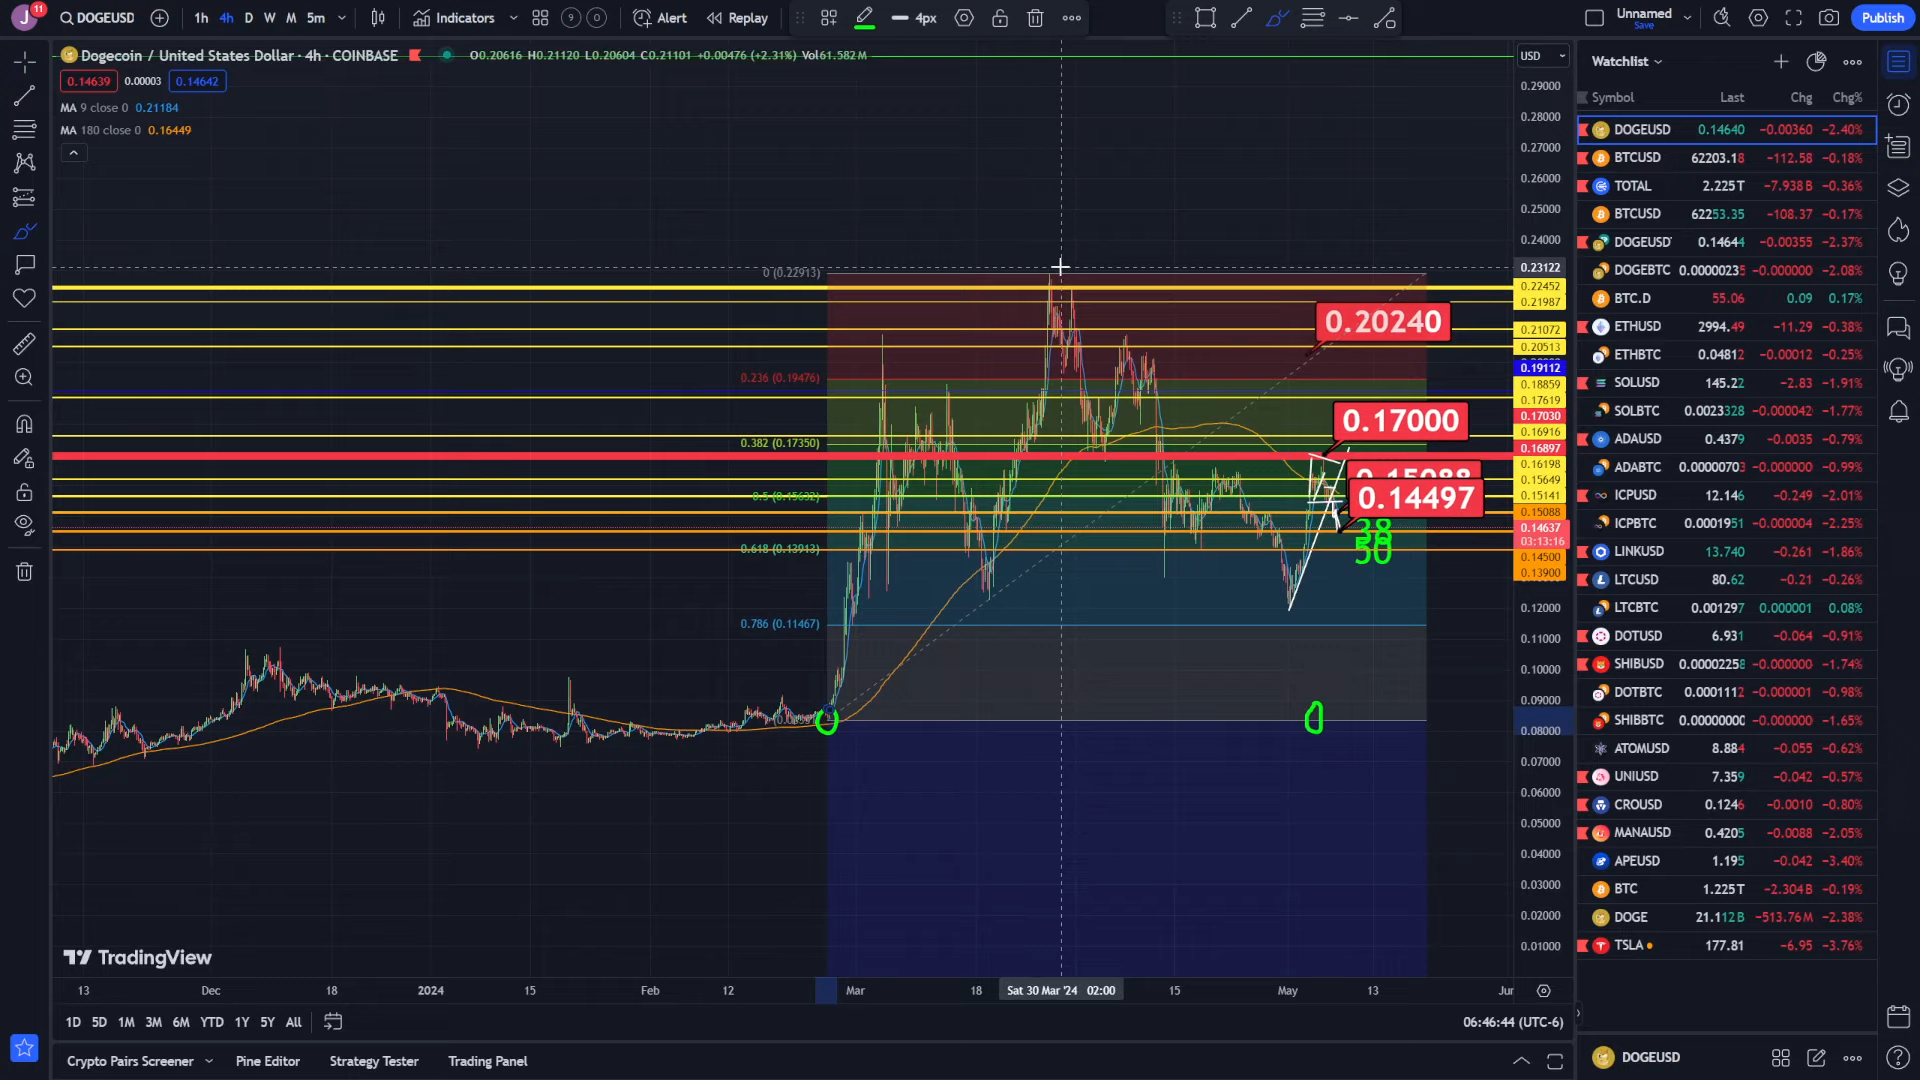 J 11 DOGEUSD 1h 4h D W M 5m Indicators 9 Alert Replay 4px Unnamed Save Publish
Dogecoin / United States Dollar · 4h · COINBASE O0.20616 H0.21120 L0.20604 C0.21101 +0.00476 (+2.31%) Vol61.582 M
0.14639 0.00003 0.14642
MA 9 close 0 0.21184
MA 180 close 0 0.16449
USD
0.29000
0.28000
0.27000
0.26000
0.25000
0.24000
0.23122
0.22452
0.21987
0.21072
0.20513
0.19112
0.18859
0.17619
0.17030
0.16916
0.16897
0.16198
0.15649
0.15141
0.15088
0.14637
03:13:16
0.14500
0.13900
0.12000
0.11000
0.10000
0.09000
0.08000
0.07000
0.06000
0.05000
0.04000
0.03000
0.02000
0.01000
0 (0.22913)
0.236 (0.19476)
0.382 (0.17350)
0.5 (0.15632)
0.618 (0.13913)
0.786 (0.11467)
0.20240
0.17000
0.15088
0.14497
38
50
0
0
TradingView
13 Dec 18 2024 15 Feb 12 Mar 18 Sat 30 Mar '24 02:00 15 May 13 Jun
1D 5D 1M 3M 6M YTD 1Y 5Y All 06:46:44 (UTC-6)
Crypto Pairs Screener Pine Editor Strategy Tester Trading Panel
Watchlist
Symbol Last Chg Chg%
DOGEUSD 0.14640 −0.00360 −2.40%
BTCUSD 62203.18 −112.58 −0.18%
TOTAL 2.225 T −7.938 B −0.36%
BTCUSD 62253.35 −108.37 −0.17%
DOGEUSD 0.14644 −0.00355 −2.37%
DOGEBTC 0.0000023 −0.000000 −2.08%
BTC.D 55.06 0.09 0.17%
ETHUSD 2994.49 −11.29 −0.38%
ETHBTC 0.04812 −0.00012 −0.25%
SOLUSD 145.22 −2.83 −1.91%
SOLBTC 0.0023328 −0.000042 −1.77%
ADAUSD 0.4379 −0.0035 −0.79%
ADABTC 0.0000070 −0.000000 −0.99%
ICPUSD 12.146 −0.249 −2.01%
ICPBTC 0.0001951 −0.000004 −2.25%
LINKUSD 13.740 −0.261 −1.86%
LTCUSD 80.62 −0.21 −0.26%
LTCBTC 0.001297 0.000001 0.08%
DOTUSD 6.931 −0.064 −0.91%
SHIBUSD 0.00002258 −0.000000 −1.74%
DOTBTC 0.0001112 −0.000001 −0.98%
SHIBBTC 0.00000000 −0.000000 −1.65%
ATOMUSD 8.884 −0.055 −0.62%
UNIUSD 7.359 −0.042 −0.57%
CROUSD 0.1246 −0.0010 −0.80%
MANAUSD 0.4205 −0.0088 −2.05%
APEUSD 1.195 −0.042 −3.40%
BTC 1.225 T −2.304 B −0.19%
DOGE 21.112 B −513.76 M −2.38%
TSLA 177.81 −6.95 −3.76%
DOGEUSD